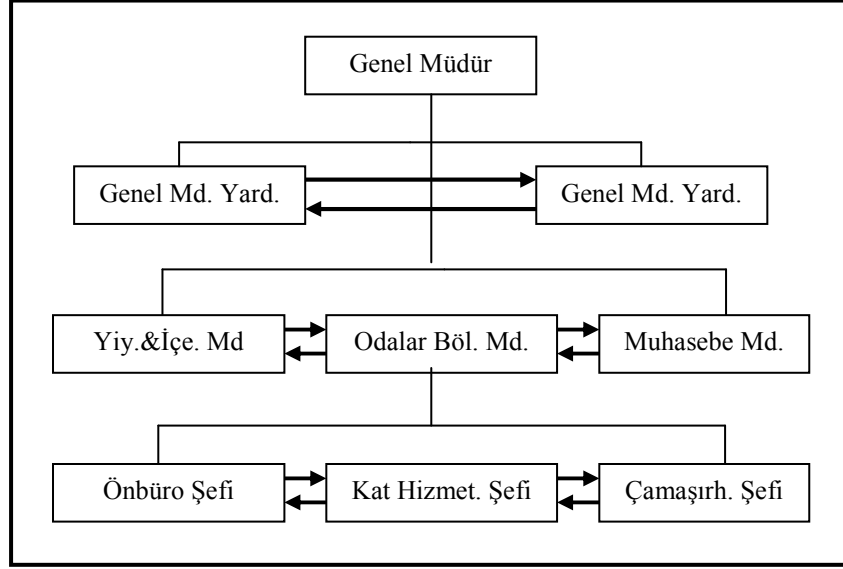 Genel Müdür
Genel Md. Yard.
Genel Md. Yard.
Yiy.&İçe. Md
Odalar Böl. Md.
Muhasebe Md.
Önbüro Şefi
Kat Hizmet. Şefi
Çamaşırh. Şefi